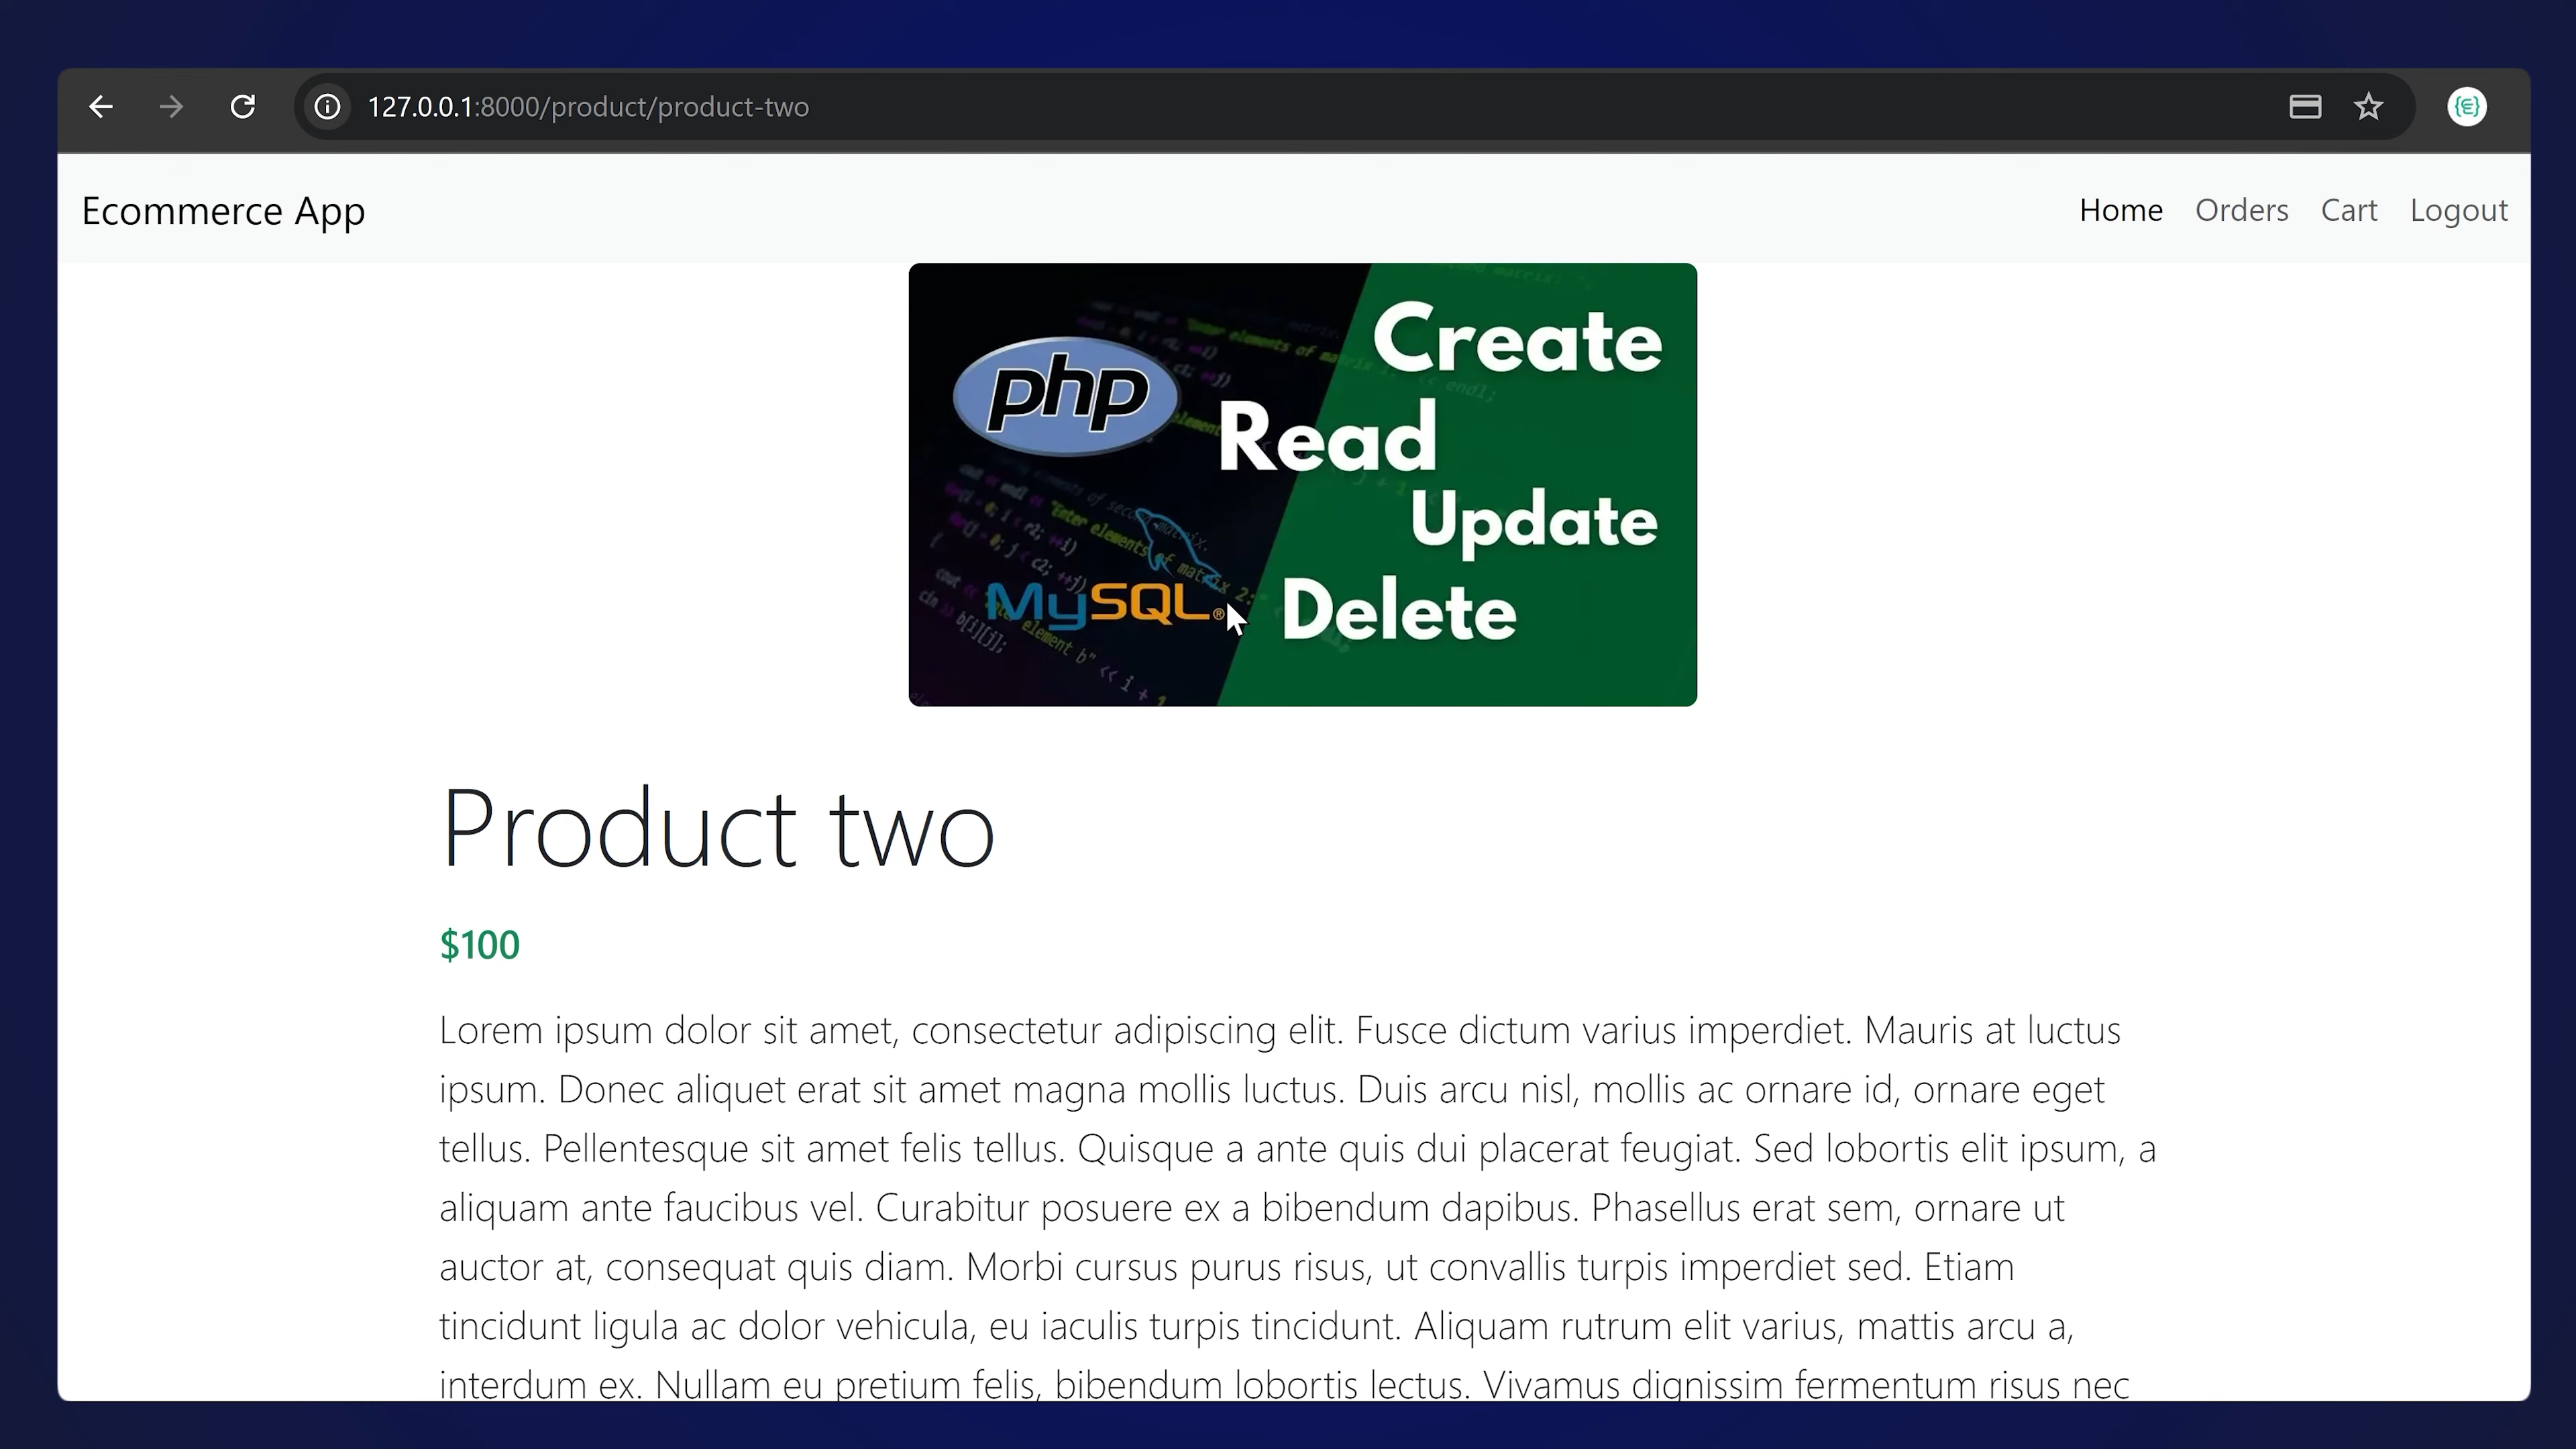 127.0.0.1:8000/product/product-two
Ecommerce App
Home Orders Cart Logout
php
Create
Read
Update
Delete
MySQL®
Product two
$100
Lorem ipsum dolor sit amet, consectetur adipiscing elit. Fusce dictum varius imperdiet. Mauris at luctus
ipsum. Donec aliquet erat sit amet magna mollis luctus. Duis arcu nisl, mollis ac ornare id, ornare eget
tellus. Pellentesque sit amet felis tellus. Quisque a ante quis dui placerat feugiat. Sed lobortis elit ipsum, a
aliquam ante faucibus vel. Curabitur posuere ex a bibendum dapibus. Phasellus erat sem, ornare ut
auctor at, consequat quis diam. Morbi cursus purus risus, ut convallis turpis imperdiet sed. Etiam
tincidunt ligula ac dolor vehicula, eu iaculis turpis tincidunt. Aliquam rutrum elit varius, mattis arcu a,
interdum ex. Nullam eu pretium felis, bibendum lobortis lectus. Vivamus dignissim fermentum risus nec